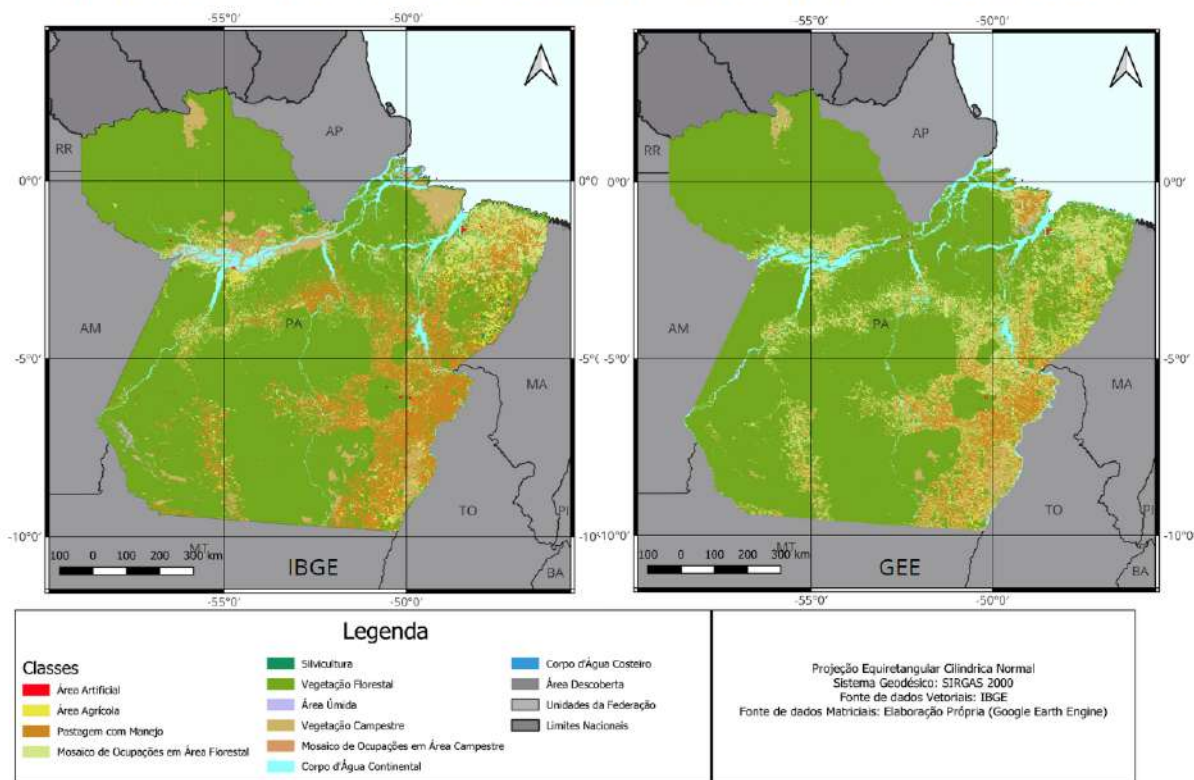 -55°0' -50°0' -55°0' -50°0'
AP AP
RR RR
0°0' 0°0' 0°0' 0°0'
AM PA AM PA
-5°0' -5°0' -5°0' -5°0'
MA MA
TO PI TO PI
-10°0' -10°0' -10°0' -10°0'
MT MT
100 0 100 200 300 km IBGE BA 100 0 100 200 300 km GEE BA
-55°0' -50°0' -55°0' -50°0'
Legenda
Classes
Área Artificial
Área Agrícola
Pastagem com Manejo
Mosaico de Ocupações em Área Florestal
Silvicultura
Vegetação Florestal
Área Úmida
Vegetação Campestre
Mosaico de Ocupações em Área Campestre
Corpo d'Água Continental
Corpo d'Água Costeiro
Área Descoberta
Unidades da Federação
Limites Nacionais
Projeção Equiretangular Cilíndrica Normal
Sistema Geodésico: SIRGAS 2000
Fonte de dados Vetoriais: IBGE
Fonte de dados Matriciais: Elaboração Própria (Google Earth Engine)